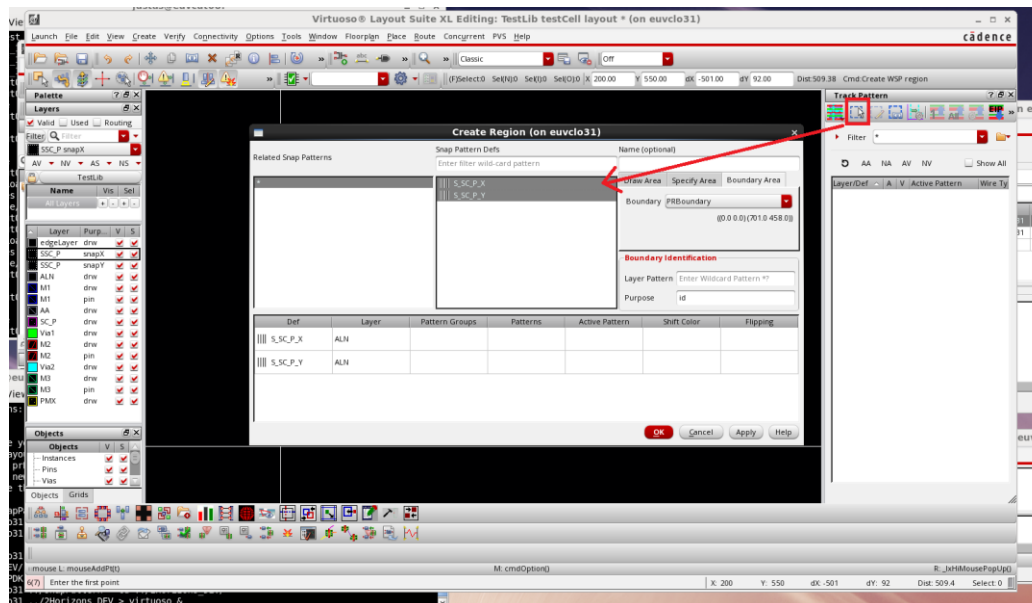 Virtuoso® Layout Suite XL Editing: TestLib testCell layout * (on euvclo31)
Launch File Edit View Create Verify Connectivity Options Tools Window Floorplan Place Route Concurrent PVS Help
cādence
Classic
Off
(F)Select:0 Sel(N):0 Sel(I):0 Sel(O):0 X 200.00 Y 550.00 dX -501.00 dY 92.00 Dist:509.38 Cmd:Create WSP region
Palette
Layers
Valid Used Routing
Filter Filter
SSC_P snapX
AV NV AS NS
TestLib
Name Vis Sel
All Layers
Layer Purp... V S
edgeLayer drw
SSC_P snapX
SSC_P snapY
ALN drw
M1 drw
M1 pin
AA drw
SC_P drw
Via1 drw
M2 drw
M2 pin
Via2 drw
M3 drw
M3 pin
PMX drw
Objects
Objects V S
Instances
Pins
Vias
Objects Grids
Create Region (on euvclo31)
Related Snap Patterns
Snap Pattern Defs
Enter filter wild-card pattern
S_SC_P_X
S_SC_P_Y
Name (optional)
Draw Area Specify Area Boundary Area
Boundary PRBoundary
((0.0 0.0) (701.0 458.0))
Boundary Identification
Layer Pattern Enter Wildcard Pattern *?
Purpose id
Def Layer Pattern Groups Patterns Active Pattern Shift Color Flipping
S_SC_P_X ALN
S_SC_P_Y ALN
OK Cancel Apply Help
Track Pattern
Filter *
AA NA AV NV Show All
Layer/Def A V Active Pattern Wire Ty
mouse L: mouseAddPt(t)
M: cmdOption()
R: _lxHiMousePopUp()
6(7) Enter the first point
X: 200 Y: 550 dX: -501 dY: 92 Dist: 509.4 Select: 0
./2Horizons_DEV > virtuoso &